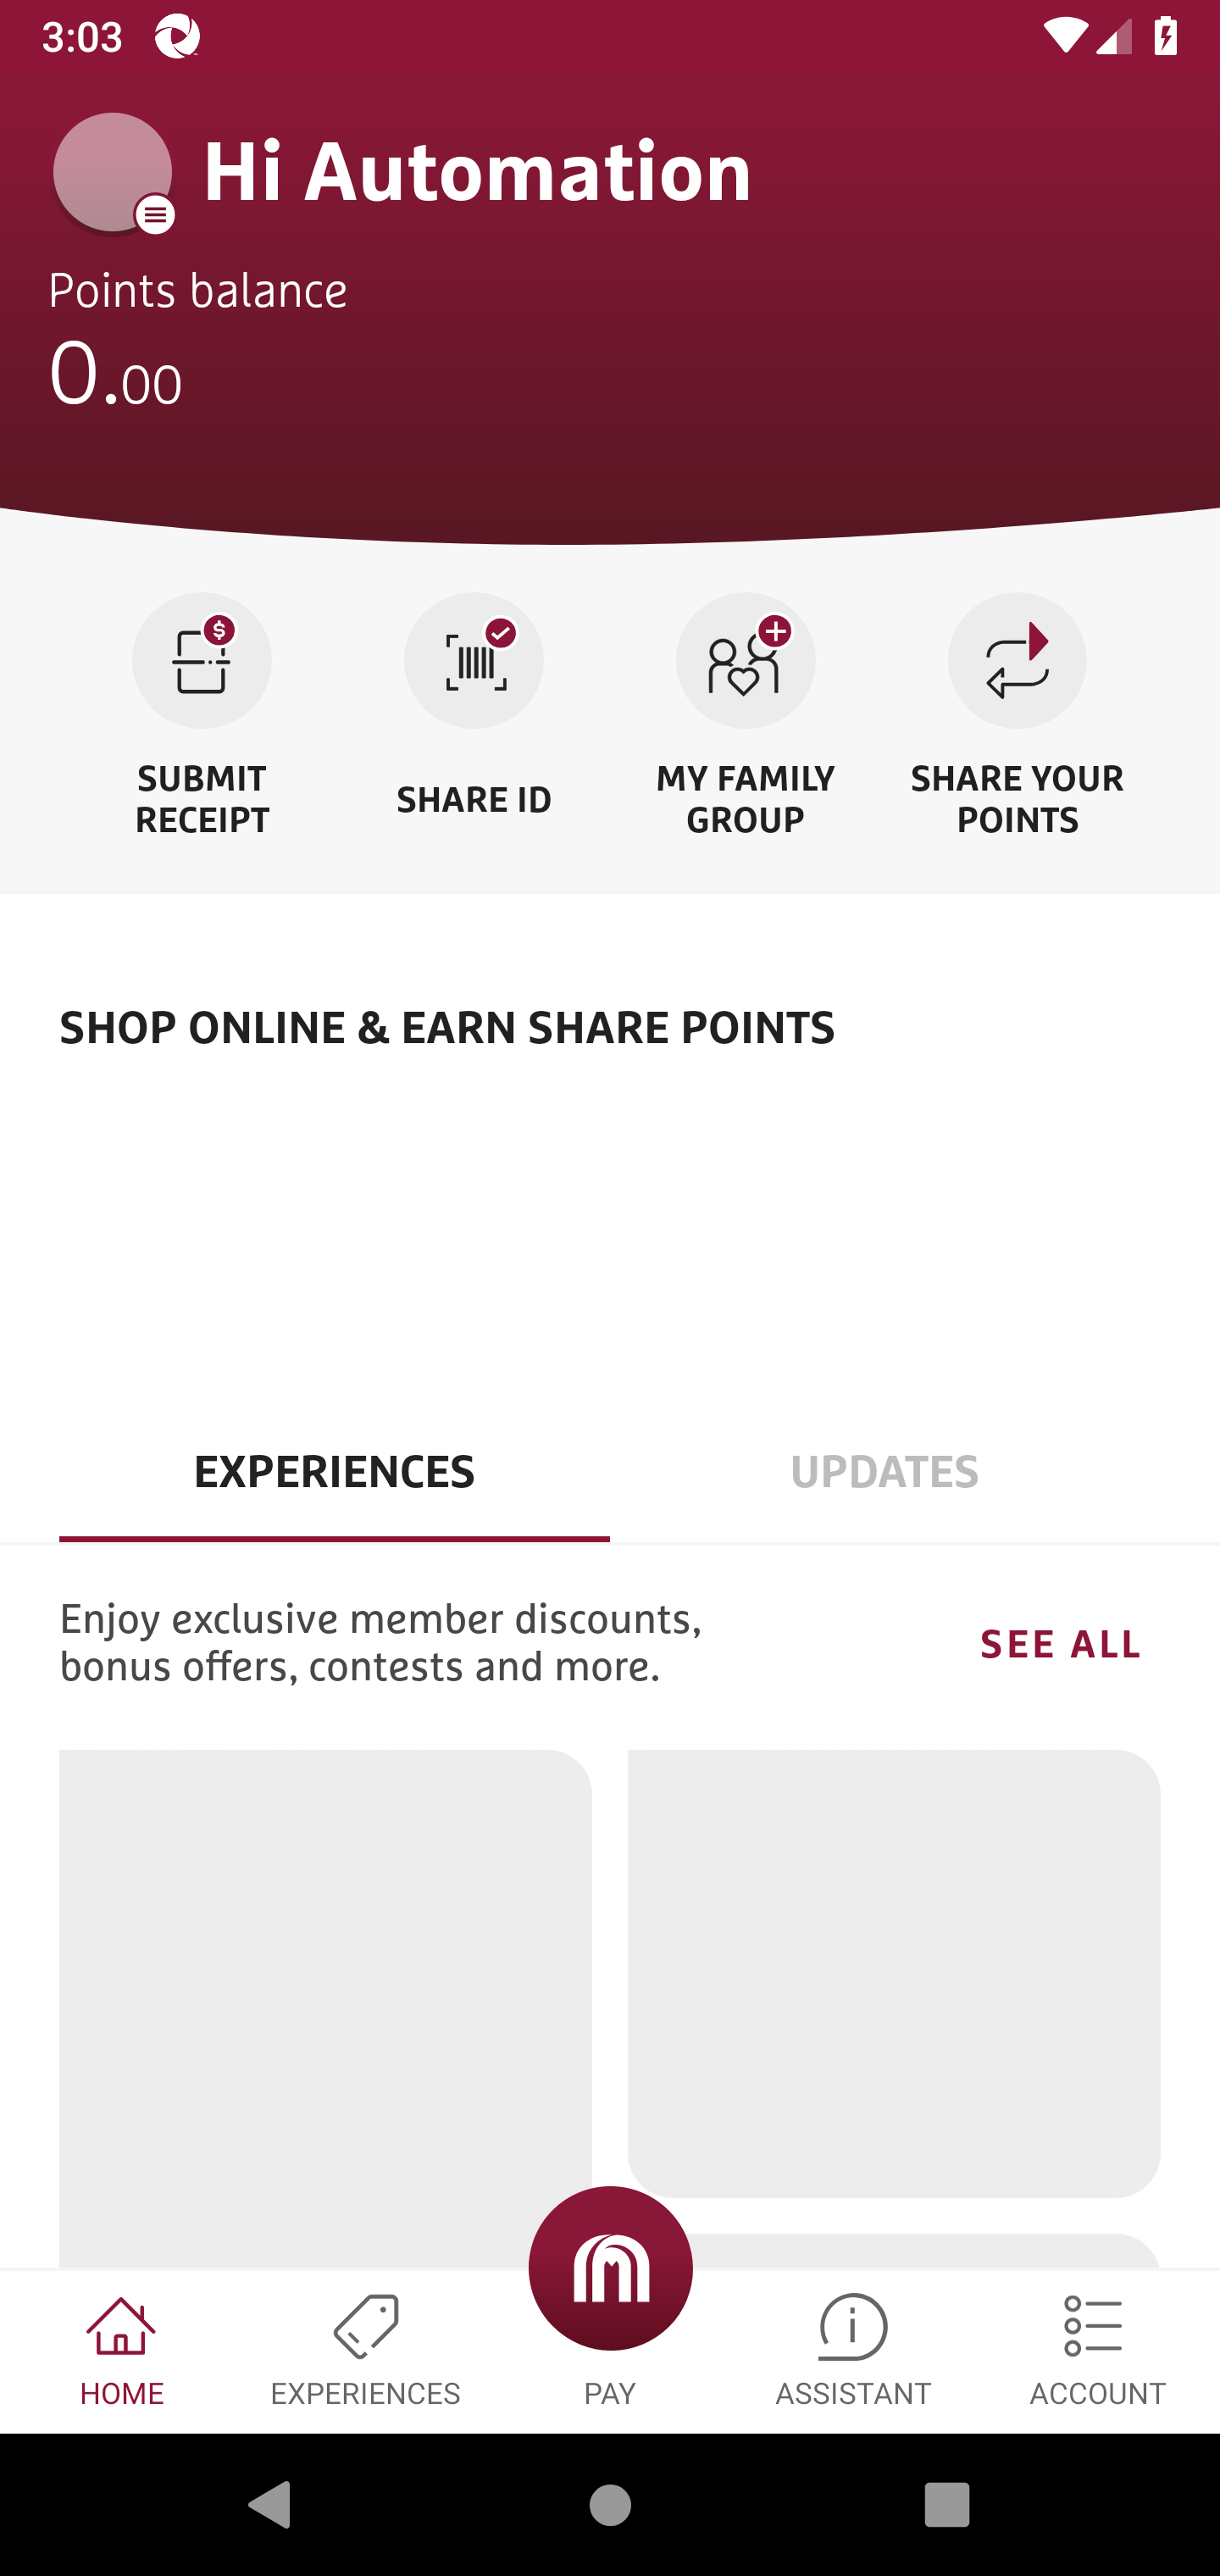 3:03
Hi Automation
Points balance
0.00
SUBMIT
RECEIPT
SHARE ID
MY FAMILY
GROUP
SHARE YOUR
POINTS
SHOP ONLINE & EARN SHARE POINTS
EXPERIENCES
UPDATES
Enjoy exclusive member discounts,
bonus offers, contests and more.
SEE ALL
HOME
EXPERIENCES
PAY
ASSISTANT
ACCOUNT